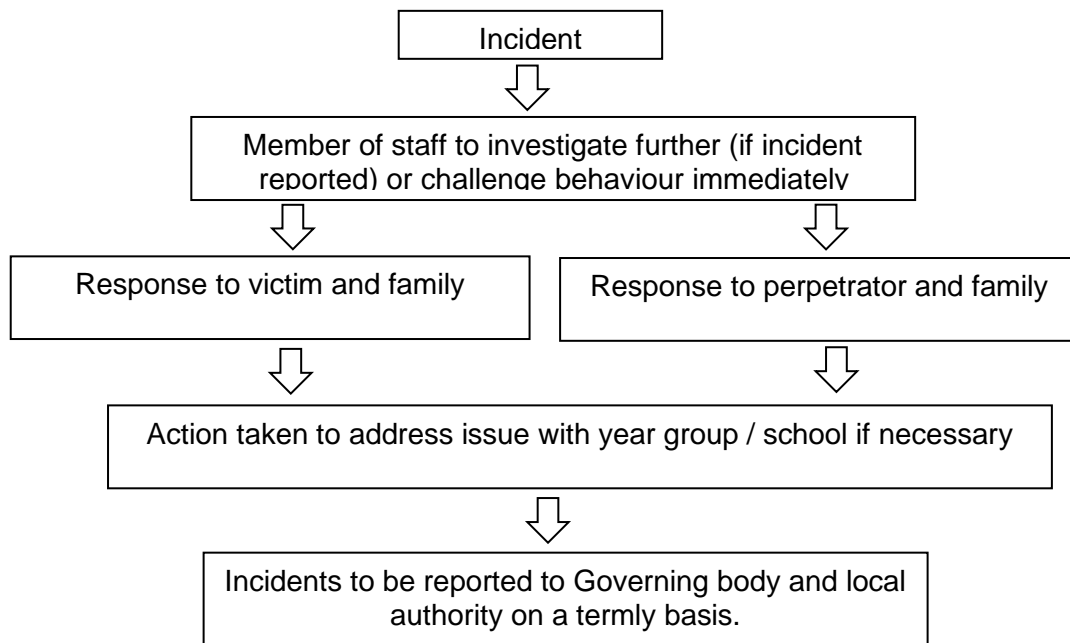 Incident
Member of staff to investigate further (if incident
reported) or challenge behaviour immediately
Response to victim and family
Response to perpetrator and family
Action taken to address issue with year group / school if necessary
Incidents to be reported to Governing body and local
authority on a termly basis.